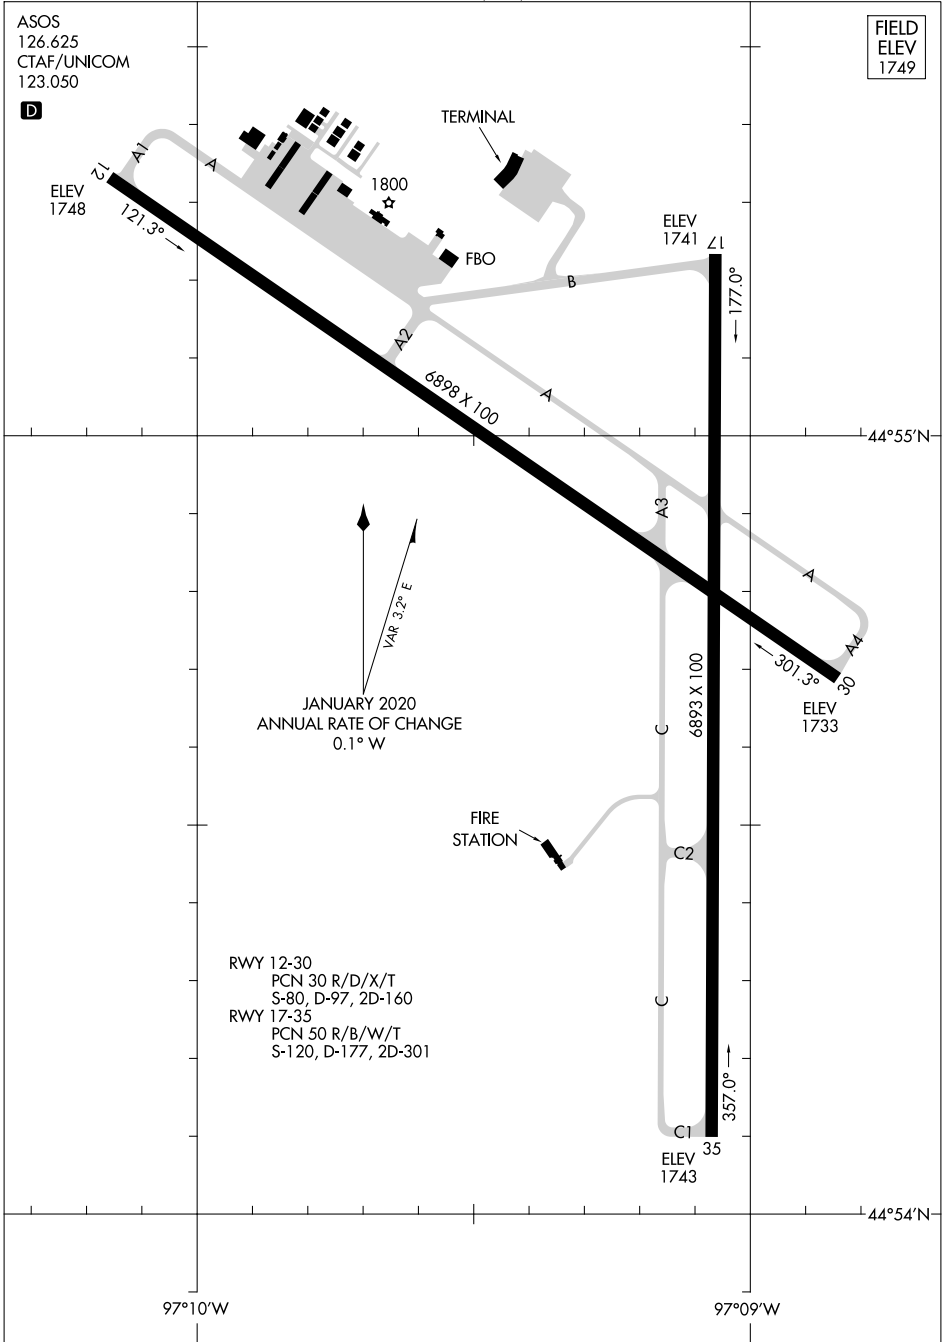 ASOS
126.625
CTAF/UNICOM
123.050
D
FIELD
ELEV
1749
TERMINAL
A1
A
12
ELEV
1748
121.3°
1800
FBO
ELEV
1741
17
177.0°
B
A2
6898 X 100
A
44°55'N
A3
A
VAR 3.2° E
A4
301.3°
30
ELEV
1733
6893 X 100
JANUARY 2020
ANNUAL RATE OF CHANGE
0.1° W
C
FIRE
STATION
C2
RWY 12-30
PCN 30 R/D/X/T
S-80, D-97, 2D-160
RWY 17-35
PCN 50 R/B/W/T
S-120, D-177, 2D-301
C
357.0°
C1
35
ELEV
1743
44°54'N
97°10'W
97°09'W